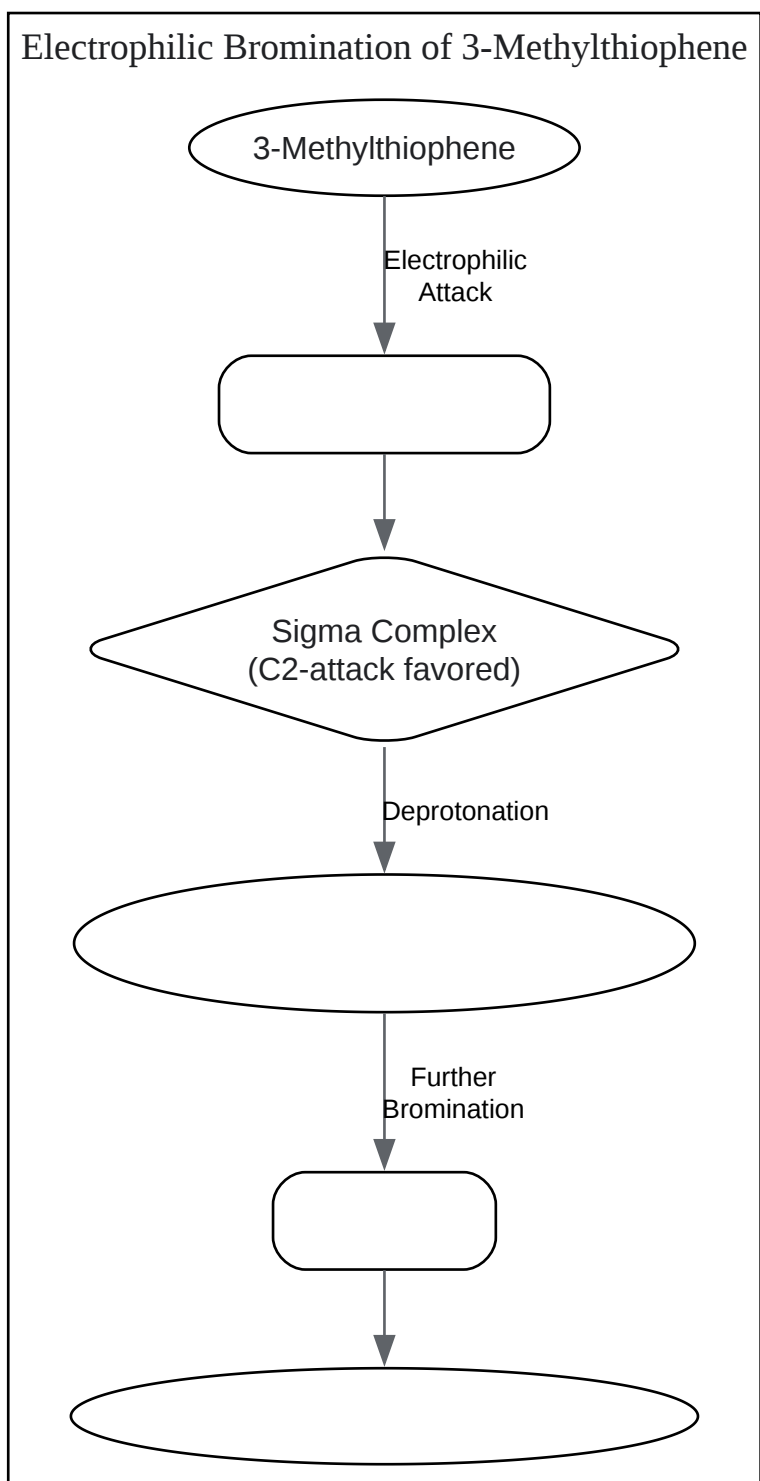 Electrophilic Bromination of 3-Methylthiophene
3-Methylthiophene
Electrophilic
Attack
Sigma Complex
(C2-attack favored)
Deprotonation
Further
Bromination